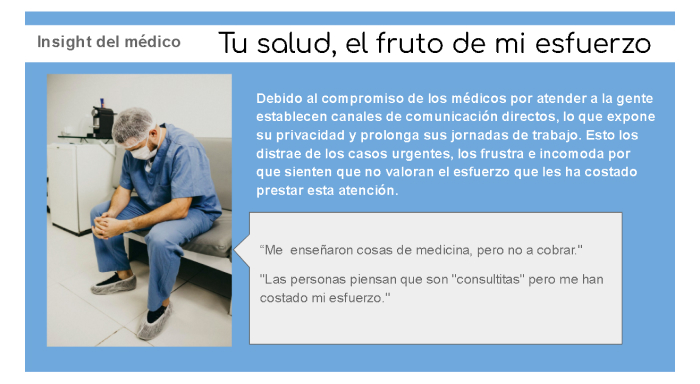 Insight del médico
Tu salud, el fruto de mi esfuerzo
Debido al compromiso de los médicos por atender a la gente
establecen canales de comunicación directos, lo que expone
su privacidad y prolonga sus jornadas de trabajo. Esto los
distrae de los casos urgentes, los frustra e incomoda por
que sienten que no valoran el esfuerzo que les ha costado
prestar esta atención.
“Me  enseñaron cosas de medicina, pero no a cobrar."
"Las personas piensan que son "consultitas" pero me han
costado mi esfuerzo."